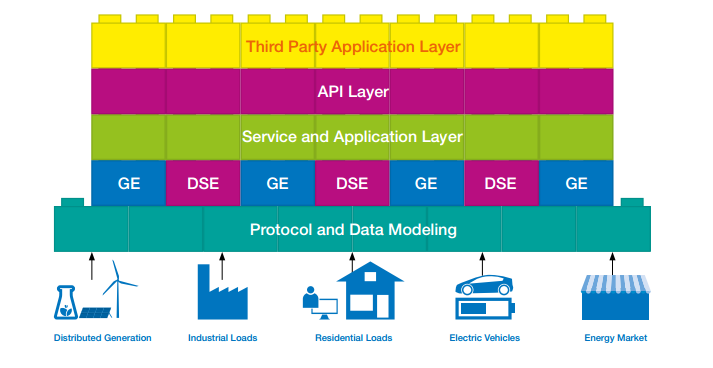 Third Party Application Layer
API Layer
Service and Application Layer
GE DSE GE DSE GE DSE GE
Protocol and Data Modeling
Distributed Generation Industrial Loads Residential Loads Electric Vehicles Energy Market